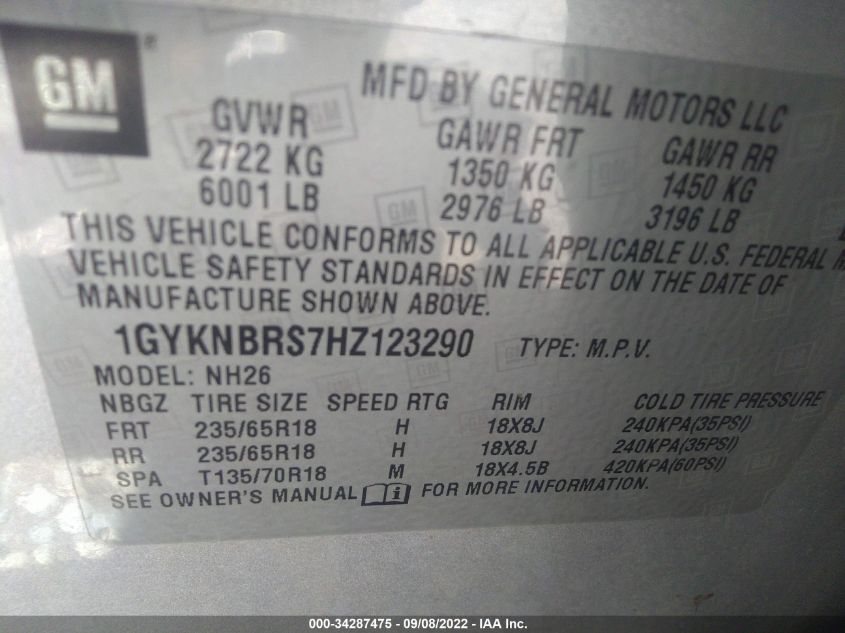 GM ®
MFD BY GENERAL MOTORS LLC
GVWR GAWR FRT GAWR RR
2722 KG 1350 KG 1450 KG
6001 LB 2976 LB 3196 LB
THIS VEHICLE CONFORMS TO ALL APPLICABLE U.S. FEDERAL
VEHICLE SAFETY STANDARDS IN EFFECT ON THE DATE OF
MANUFACTURE SHOWN ABOVE.
1GYKNBRS7HZ123290 TYPE: M.P.V.
MODEL: NH26
NBGZ TIRE SIZE SPEED RTG RIM COLD TIRE PRESSURE
FRT 235/65R18 H 18X8J 240KPA(35PSI)
RR 235/65R18 H 18X8J 240KPA(35PSI)
SPA T135/70R18 M 18X4.5B 420KPA(60PSI)
SEE OWNER'S MANUAL i FOR MORE INFORMATION.
000-34287475 - 09/08/2022 - IAA Inc.